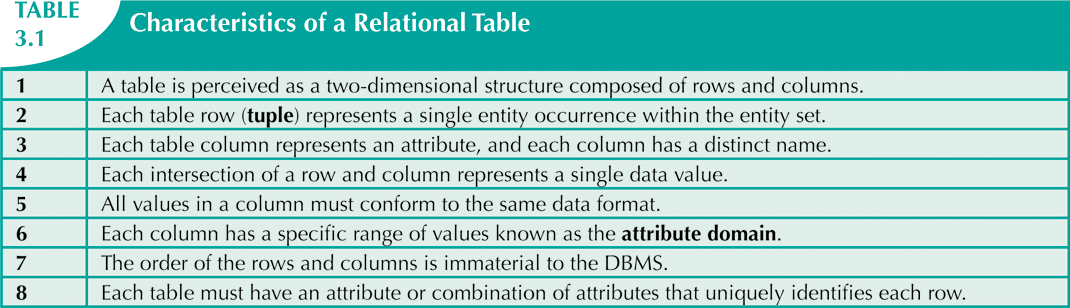 TABLE
3.1
Characteristics of a Relational Table
1 A table is perceived as a two-dimensional structure composed of rows and columns.
2 Each table row (tuple) represents a single entity occurrence within the entity set.
3 Each table column represents an attribute, and each column has a distinct name.
4 Each intersection of a row and column represents a single data value.
5 All values in a column must conform to the same data format.
6 Each column has a specific range of values known as the attribute domain.
7 The order of the rows and columns is immaterial to the DBMS.
8 Each table must have an attribute or combination of attributes that uniquely identifies each row.